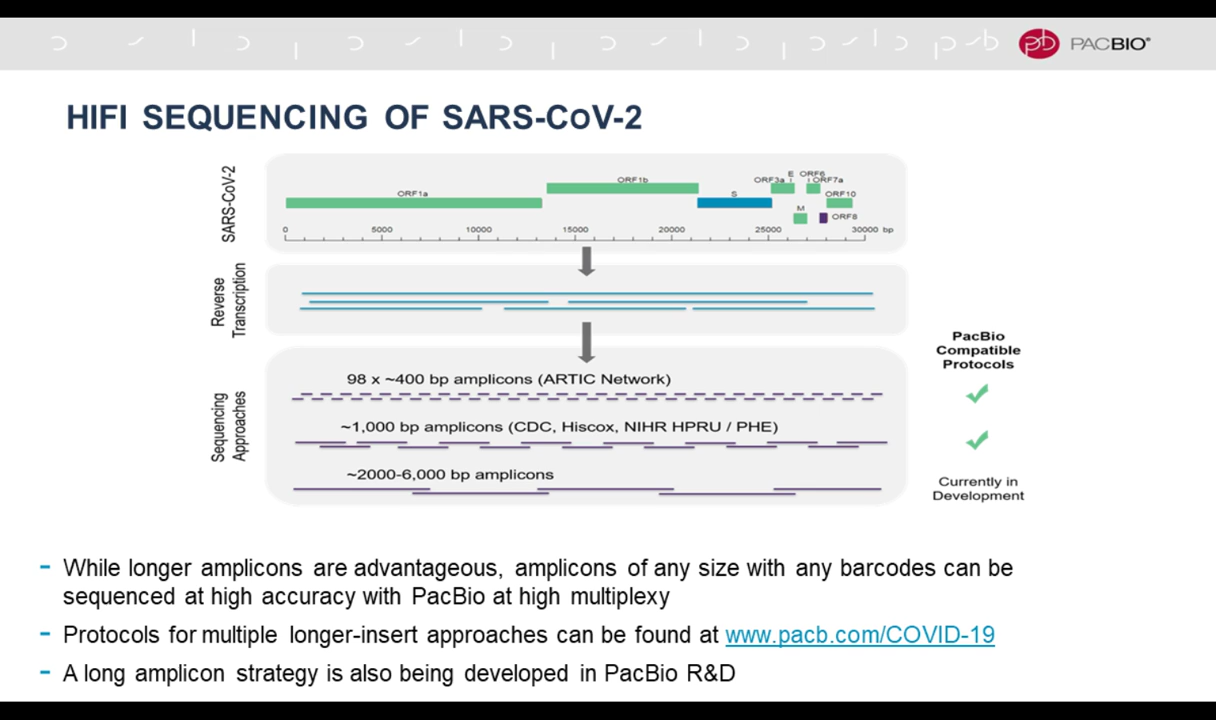 PACBIO®
HIFI SEQUENCING OF SARS-CoV-2
SARS-CoV-2
ORF1a
ORF1b
S
ORF3a
E
ORF6
ORF7a
M
ORF10
ORF8
0 5000 10000 15000 20000 25000 30000 bp
Reverse
Transcription
PacBio
Compatible
Protocols
Sequencing
Approaches
98 x ~400 bp amplicons (ARTIC Network)
~1,000 bp amplicons (CDC, Hiscox, NIHR HPRU / PHE)
~2000-6,000 bp amplicons
Currently in
Development
- While longer amplicons are advantageous, amplicons of any size with any barcodes can be
sequenced at high accuracy with PacBio at high multiplexy
- Protocols for multiple longer-insert approaches can be found at www.pacb.com/COVID-19
- A long amplicon strategy is also being developed in PacBio R&D